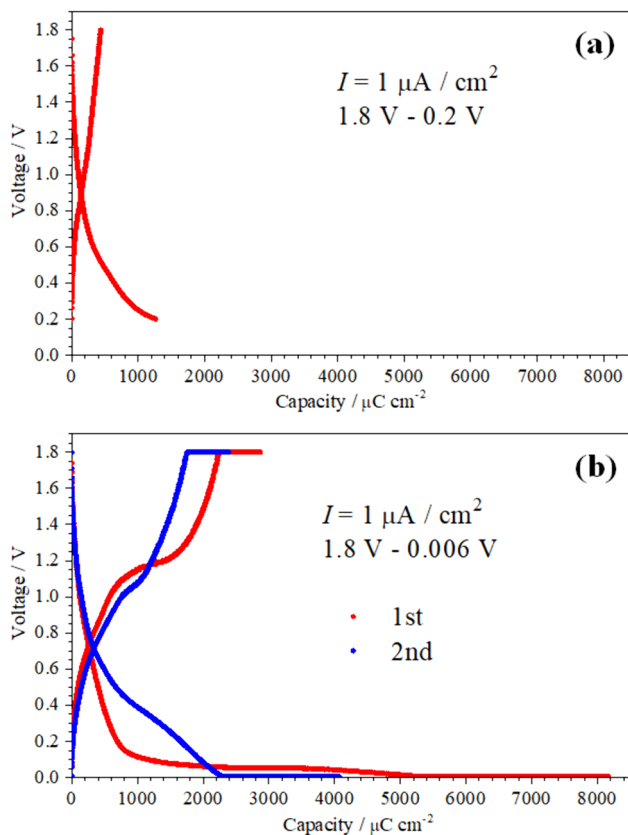 (a)
I = 1 μA / cm²
1.8 V - 0.2 V
Voltage / V
1.8
1.6
1.4
1.2
1.0
0.8
0.6
0.4
0.2
0.0
0 1000 2000 3000 4000 5000 6000 7000 8000
Capacity / μC cm⁻²
(b)
I = 1 μA / cm²
1.8 V - 0.006 V
1st
2nd
Voltage / V
1.8
1.6
1.4
1.2
1.0
0.8
0.6
0.4
0.2
0.0
0 1000 2000 3000 4000 5000 6000 7000 8000
Capacity / μC cm⁻²